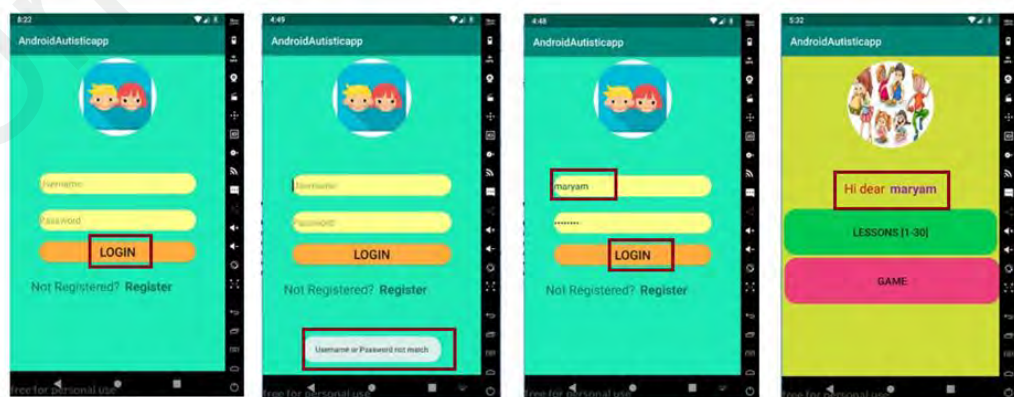 8:22
AndroidAutisticapp
Username
Password
LOGIN
Not Registered? Register
free for personal use
4:49
AndroidAutisticapp
Username
Password
LOGIN
Not Registered? Register
Username or Password not match
free for personal use
4:48
AndroidAutisticapp
maryam
........
LOGIN
Not Registered? Register
free for personal use
5:32
AndroidAutisticapp
Hi dear maryam
LESSONS [1-30]
GAME
free for personal use